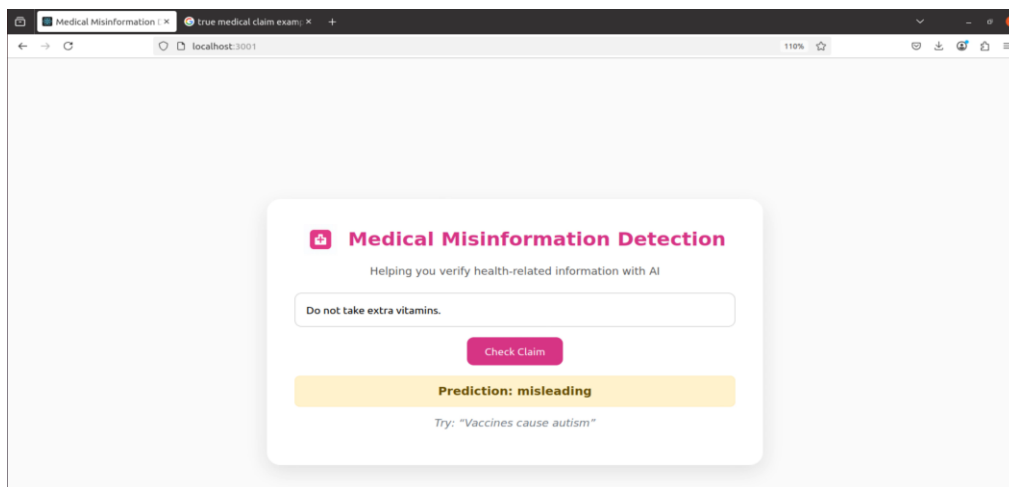 Medical Misinformation D
true medical claim examp
localhost:3001
110%
Medical Misinformation Detection
Helping you verify health-related information with AI
Do not take extra vitamins.
Check Claim
Prediction: misleading
Try: “Vaccines cause autism”